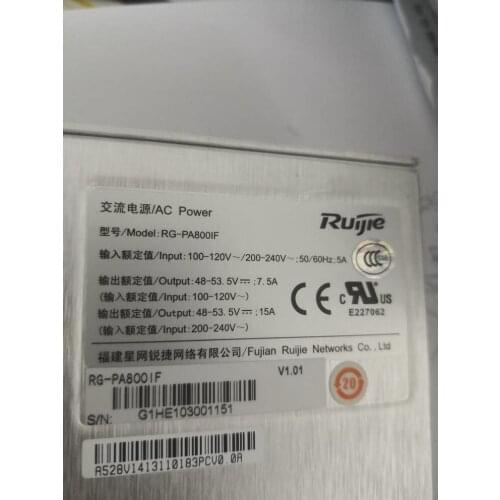 交流电源/AC Power
Ruijie
型号/Model: RG-PA800IF
输入额定值/Input: 100-120V~/200-240V~;50/60Hz;5A
输出额定值/Output: 48-53.5V⎓;7.5A
(输入额定值/Input: 100-120V~)
输出额定值/Output: 48-53.5V⎓;15A
(输入额定值/Input: 200-240V~)
CCC
CE
C RU US
E227062
福建星网锐捷网络有限公司/Fujian Ruijie Networks Co., Ltd
RG-PA800IF
V1.01
20
S/N: G1HE103001151
A528V1413110183PCV0.0A